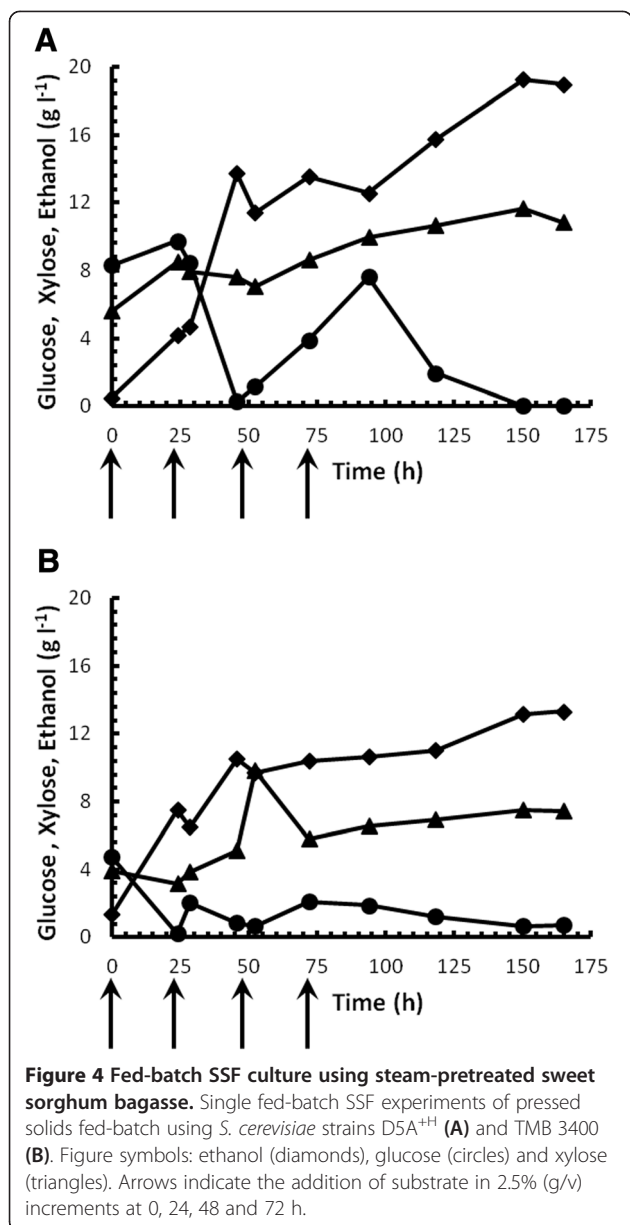 A
Glucose, Xylose, Ethanol (g l-1)
20
16
12
8
4
0
0 25 50 75 100 125 150 175
Time (h)
B
Glucose , Xylose, Ethanol (g l-1)
20
16
12
8
4
0
0 25 50 75 100 125 150 175
Time (h)
Figure 4 Fed-batch SSF culture using steam-pretreated sweet
sorghum bagasse. Single fed-batch SSF experiments of pressed
solids fed-batch using S. cerevisiae strains D5A+H (A) and TMB 3400
(B). Figure symbols: ethanol (diamonds), glucose (circles) and xylose
(triangles). Arrows indicate the addition of substrate in 2.5% (g/v)
increments at 0, 24, 48 and 72 h.